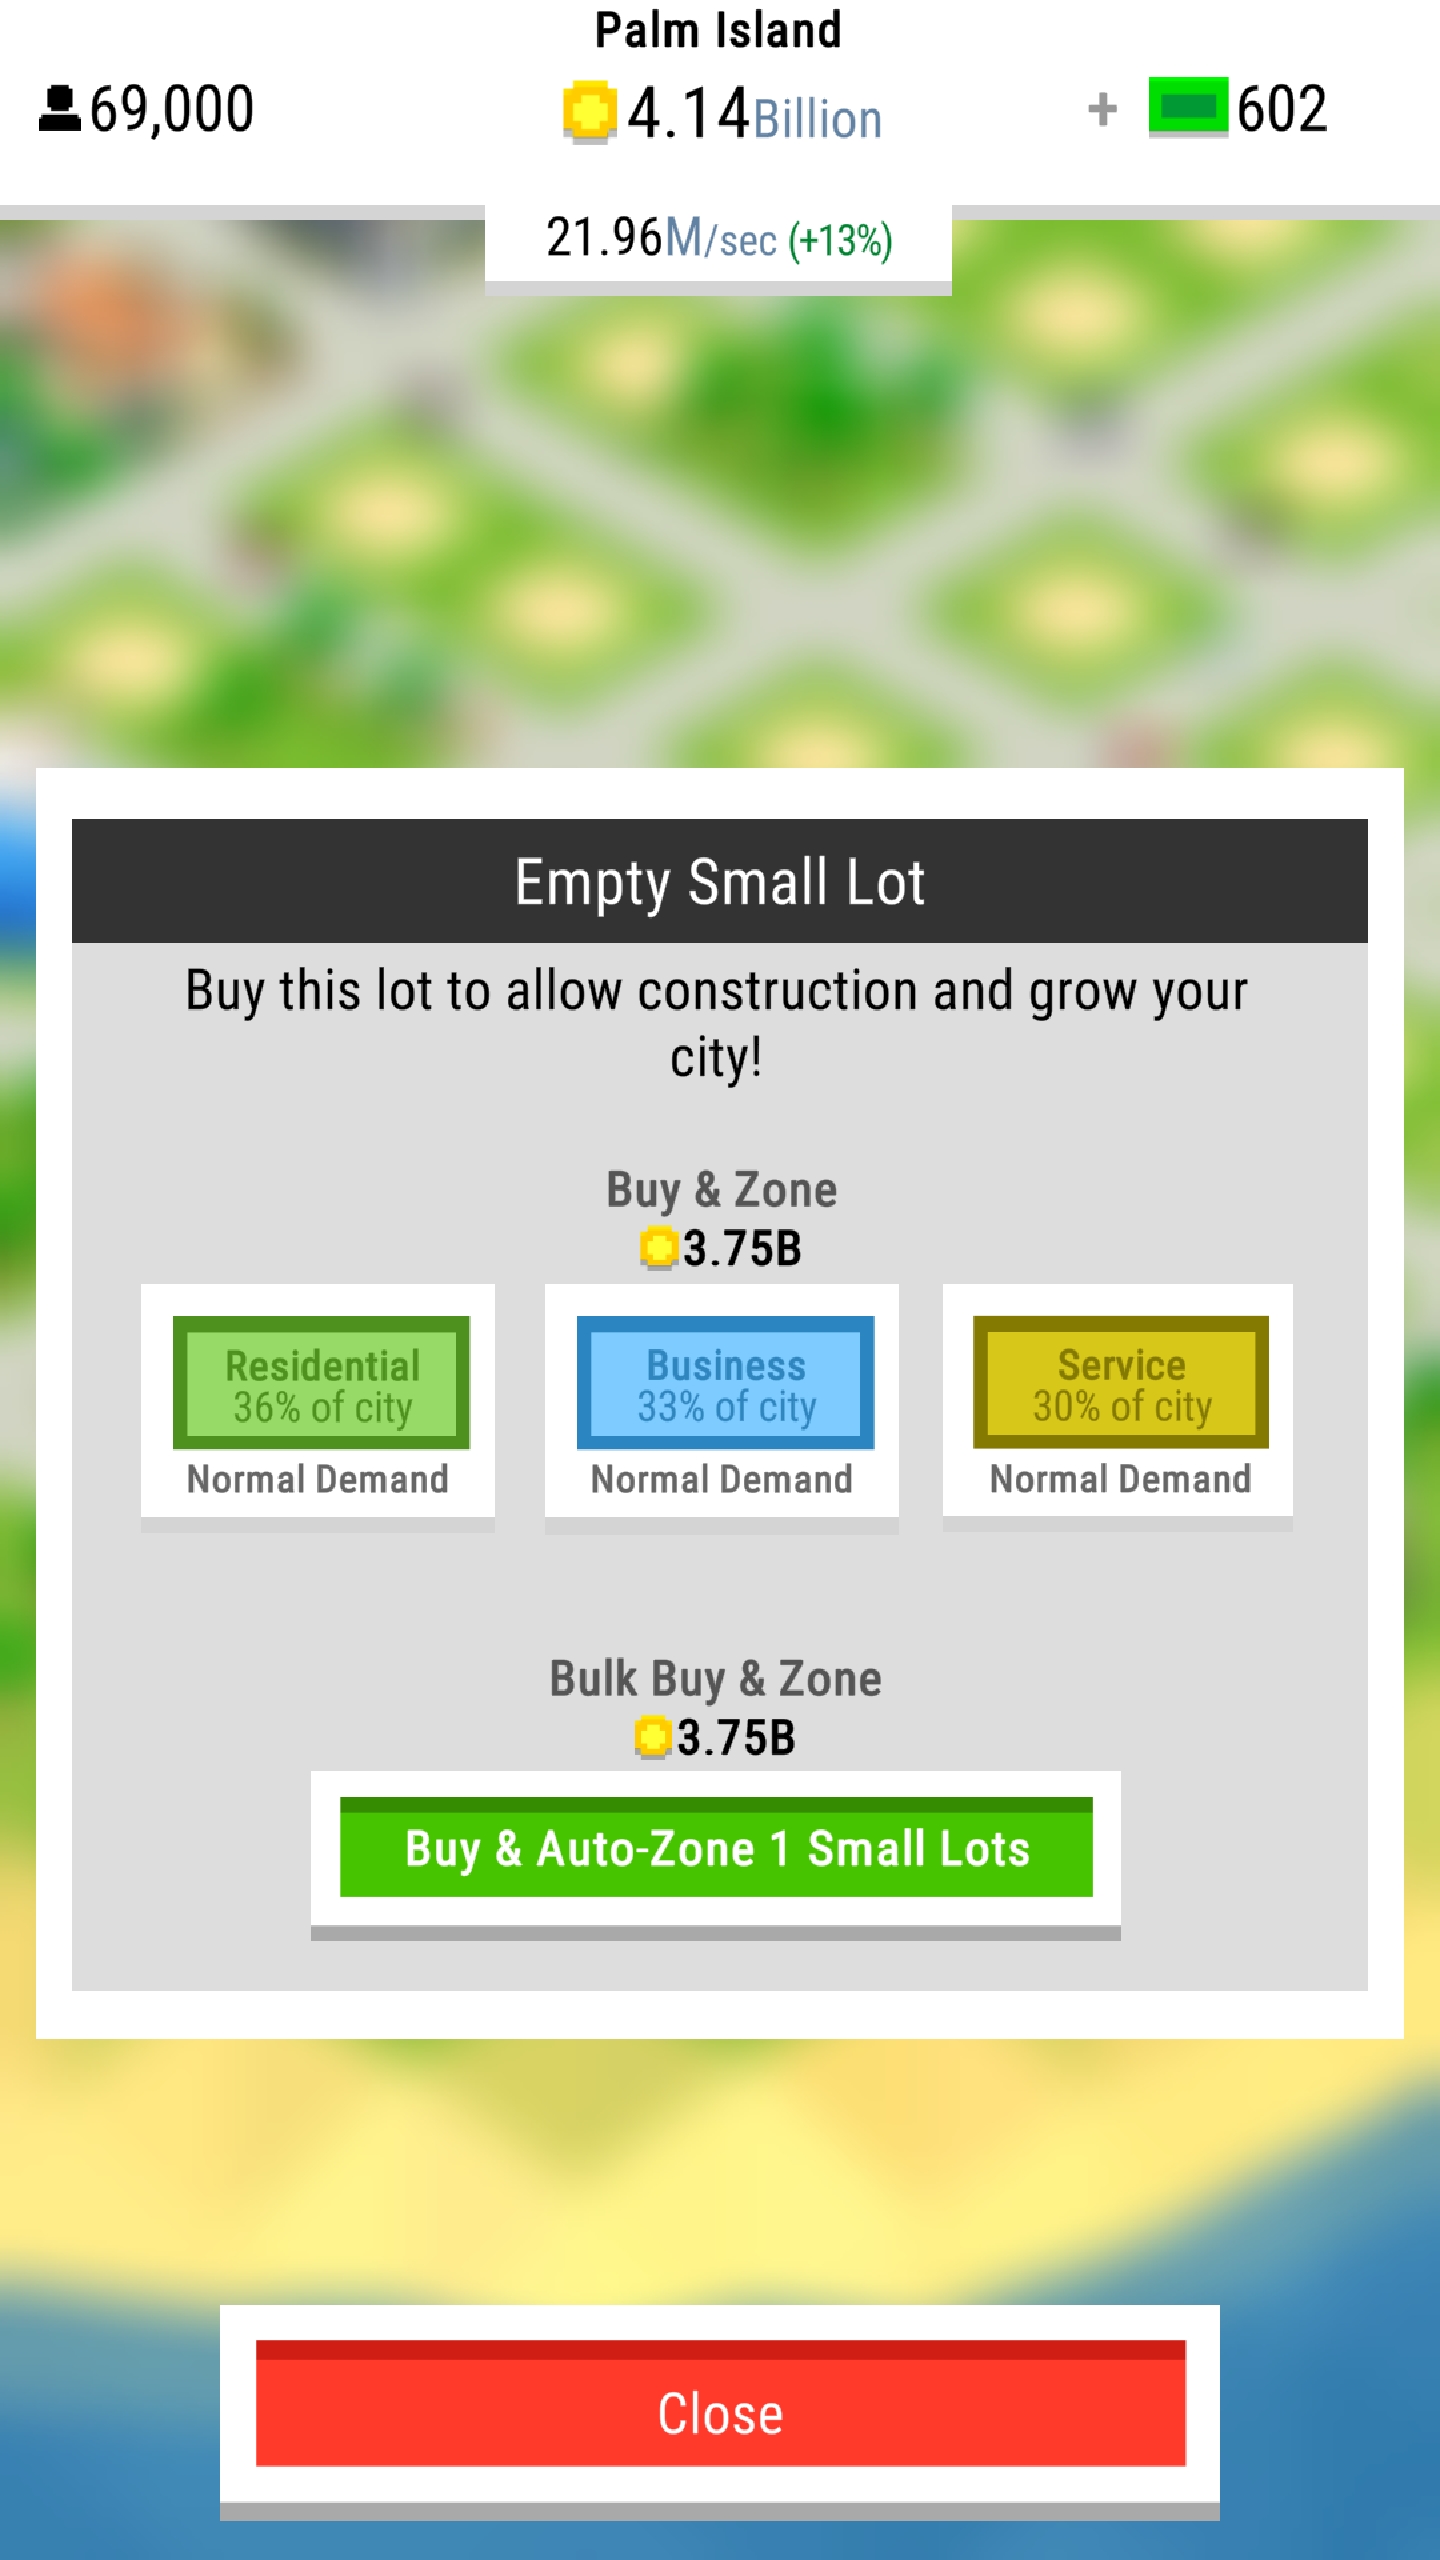 Palm Island
69,000
4.14Billion
+ 602
21.96M/sec (+13%)
Empty Small Lot
Buy this lot to allow construction and grow your
city!
Buy & Zone
3.75B
Residential
36% of city
Normal Demand
Business
33% of city
Normal Demand
Service
30% of city
Normal Demand
Bulk Buy & Zone
3.75B
Buy & Auto-Zone 1 Small Lots
Close